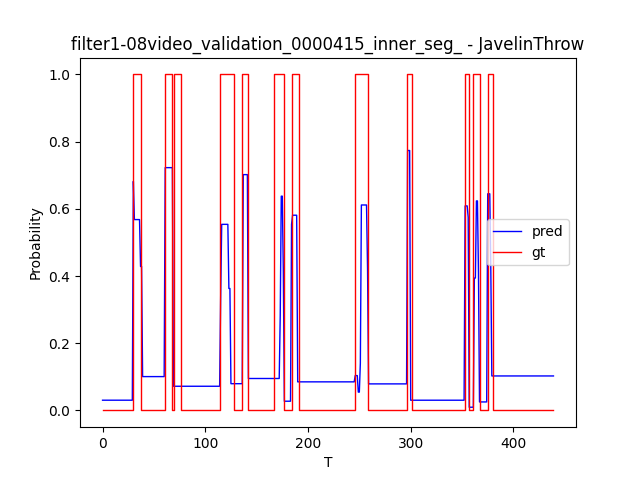 filter1-08video_validation_0000415_inner_seg_ - JavelinThrow
1.0
0.8
0.6
0.4
0.2
0.0
Probability
pred
gt
0
100
200
300
400
T